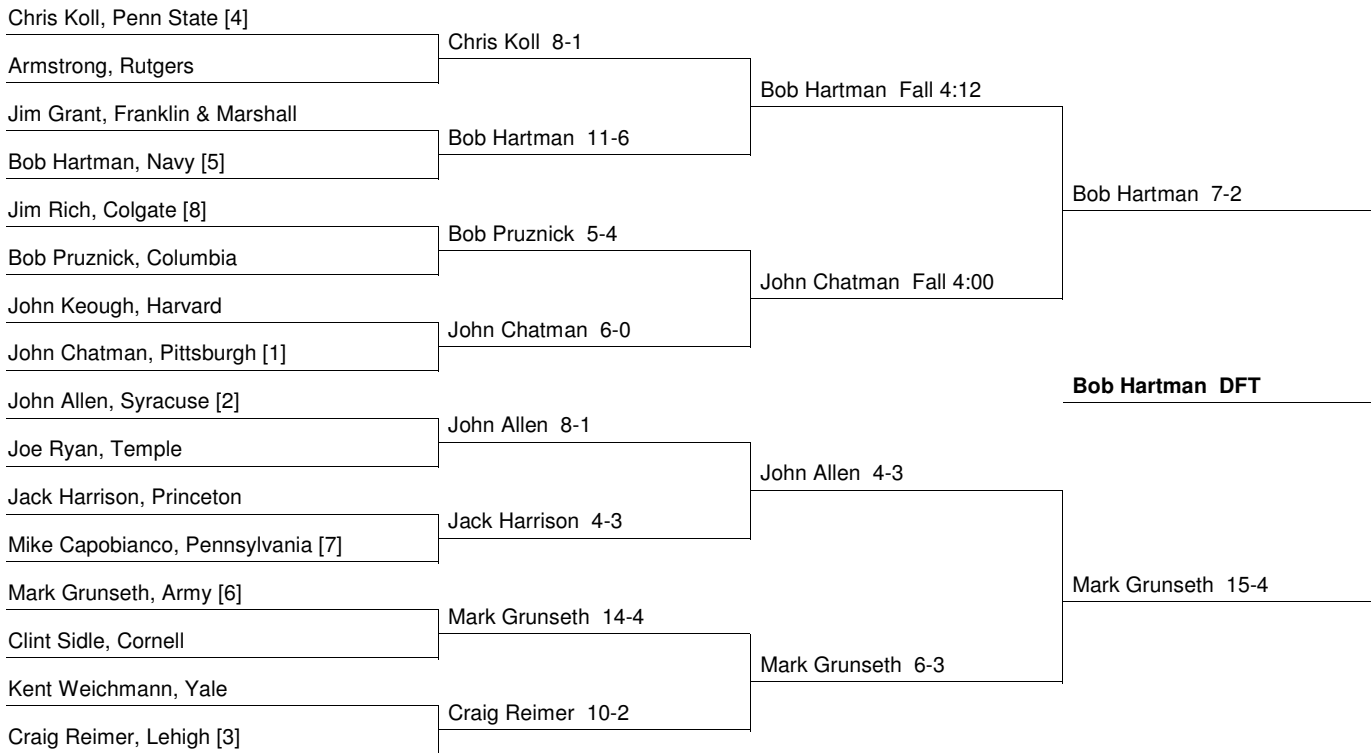 Chris Koll, Penn State [4]
Armstrong, Rutgers
Jim Grant, Franklin & Marshall
Bob Hartman, Navy [5]
Jim Rich, Colgate [8]
Bob Pruznick, Columbia
John Keough, Harvard
John Chatman, Pittsburgh [1]
John Allen, Syracuse [2]
Joe Ryan, Temple
Jack Harrison, Princeton
Mike Capobianco, Pennsylvania [7]
Mark Grunseth, Army [6]
Clint Sidle, Cornell
Kent Weichmann, Yale
Craig Reimer, Lehigh [3]
Chris Koll 8-1
Bob Hartman 11-6
Bob Pruznick 5-4
John Chatman 6-0
John Allen 8-1
Jack Harrison 4-3
Mark Grunseth 14-4
Craig Reimer 10-2
Bob Hartman Fall 4:12
John Chatman Fall 4:00
John Allen 4-3
Mark Grunseth 6-3
Bob Hartman 7-2
Bob Hartman DFT
Mark Grunseth 15-4